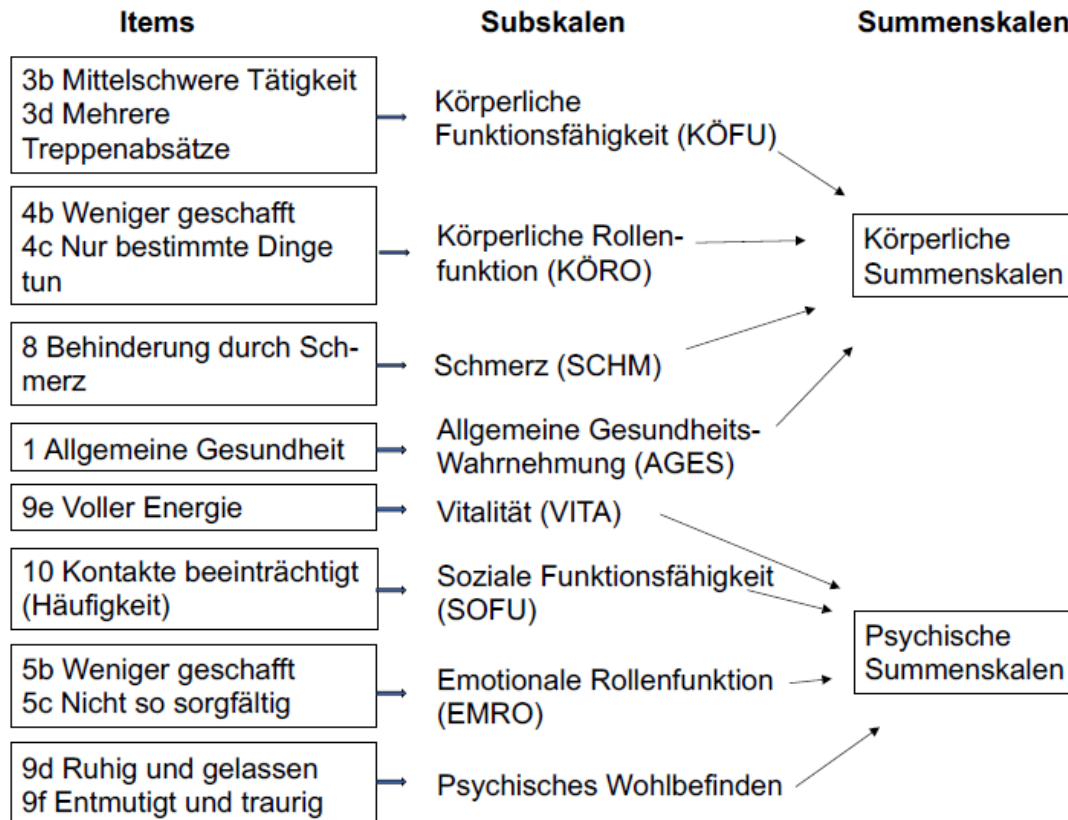 Items Subskalen Summenskalen
3b Mittelschwere Tätigkeit
3d Mehrere
Treppenabsätze
Körperliche
Funktionsfähigkeit (KÖFU)
4b Weniger geschafft
4c Nur bestimmte Dinge
tun
Körperliche Rollen-
funktion (KÖRO)
Körperliche
Summenskalen
8 Behinderung durch Sch-
merz
Schmerz (SCHM)
1 Allgemeine Gesundheit
Allgemeine Gesundheits-
Wahrnehmung (AGES)
9e Voller Energie
Vitalität (VITA)
10 Kontakte beeinträchtigt
(Häufigkeit)
Soziale Funktionsfähigkeit
(SOFU)
Psychische
Summenskalen
5b Weniger geschafft
5c Nicht so sorgfältig
Emotionale Rollenfunktion
(EMRO)
9d Ruhig und gelassen
9f Entmutigt und traurig
Psychisches Wohlbefinden